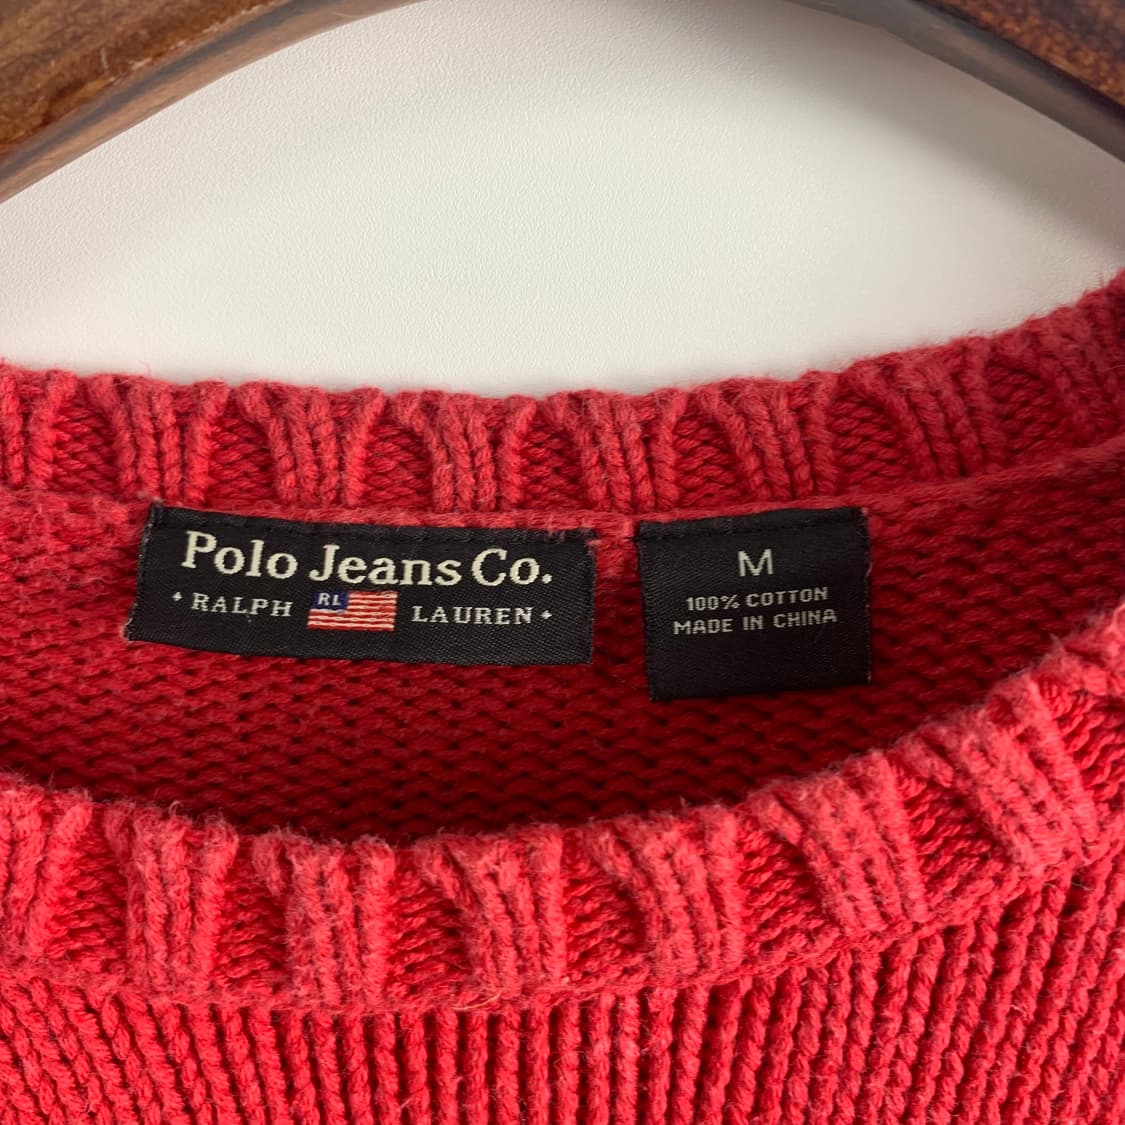 Polo Jeans Co.
RALPH RL LAUREN
M
100% COTTON
MADE IN CHINA